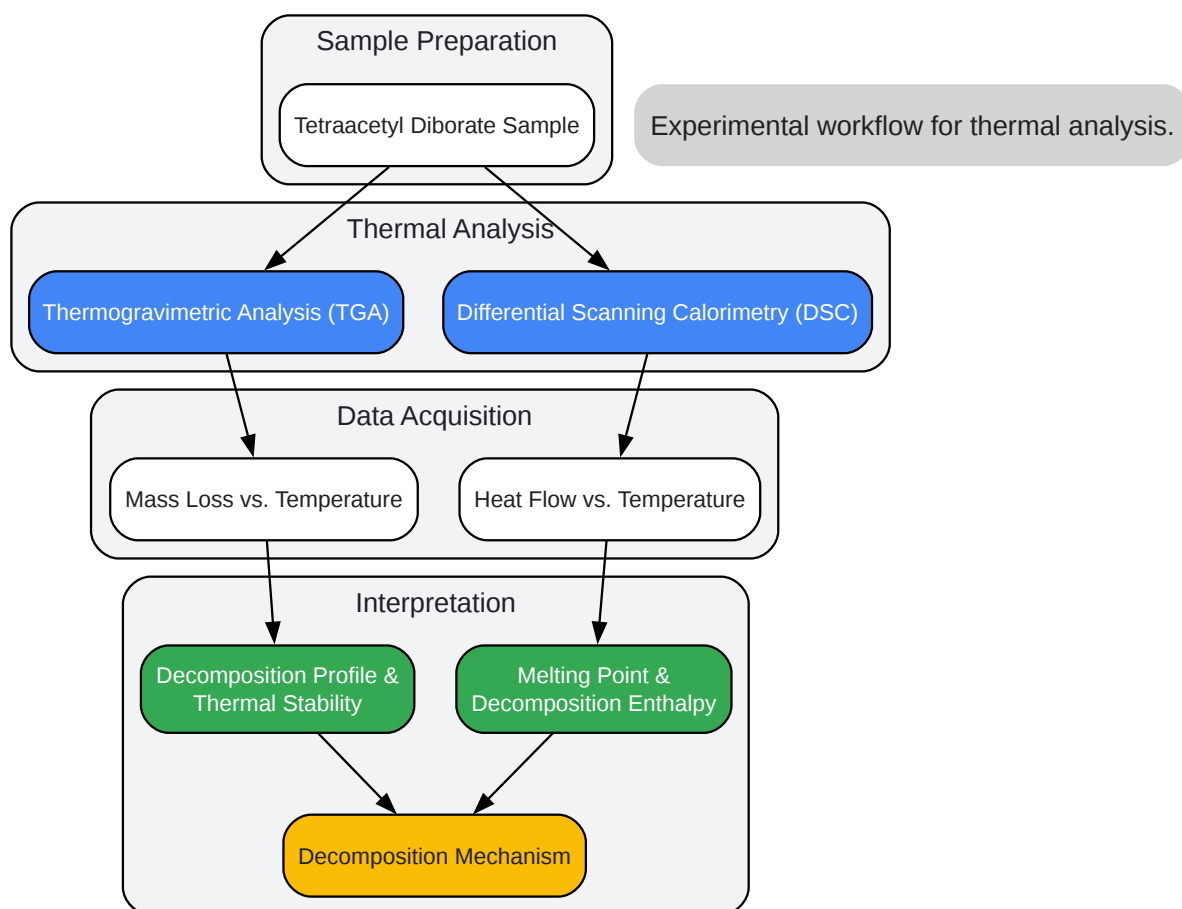 Sample Preparation
Tetraacetyl Diborate Sample
Experimental workflow for thermal analysis.
Thermal Analysis
Thermogravimetric Analysis (TGA)
Differential Scanning Calorimetry (DSC)
Data Acquisition
Mass Loss vs. Temperature
Heat Flow vs. Temperature
Interpretation
Decomposition Profile &
Thermal Stability
Melting Point &
Decomposition Enthalpy
Decomposition Mechanism